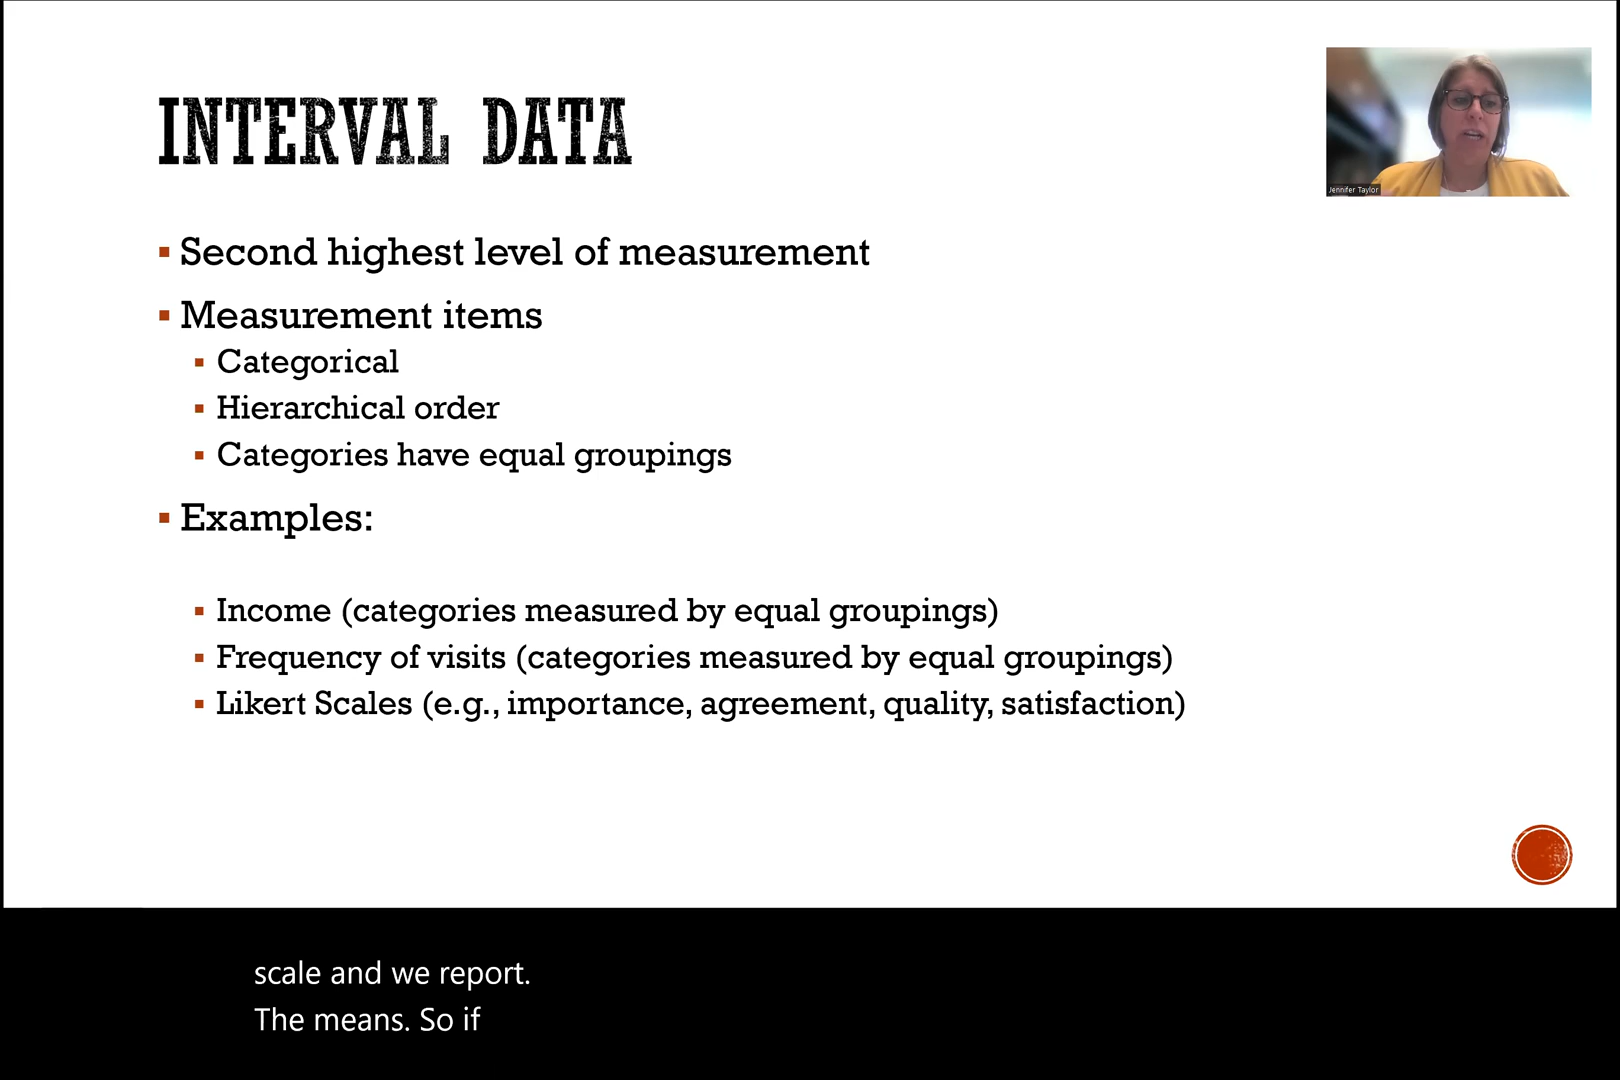 INTERVAL DATA
Jennifer Taylor
Second highest level of measurement
Measurement items
Categorical
Hierarchical order
Categories have equal groupings
Examples:
Income (categories measured by equal groupings)
Frequency of visits (categories measured by equal groupings)
Likert Scales (e.g., importance, agreement, quality, satisfaction)
scale and we report.
The means. So if